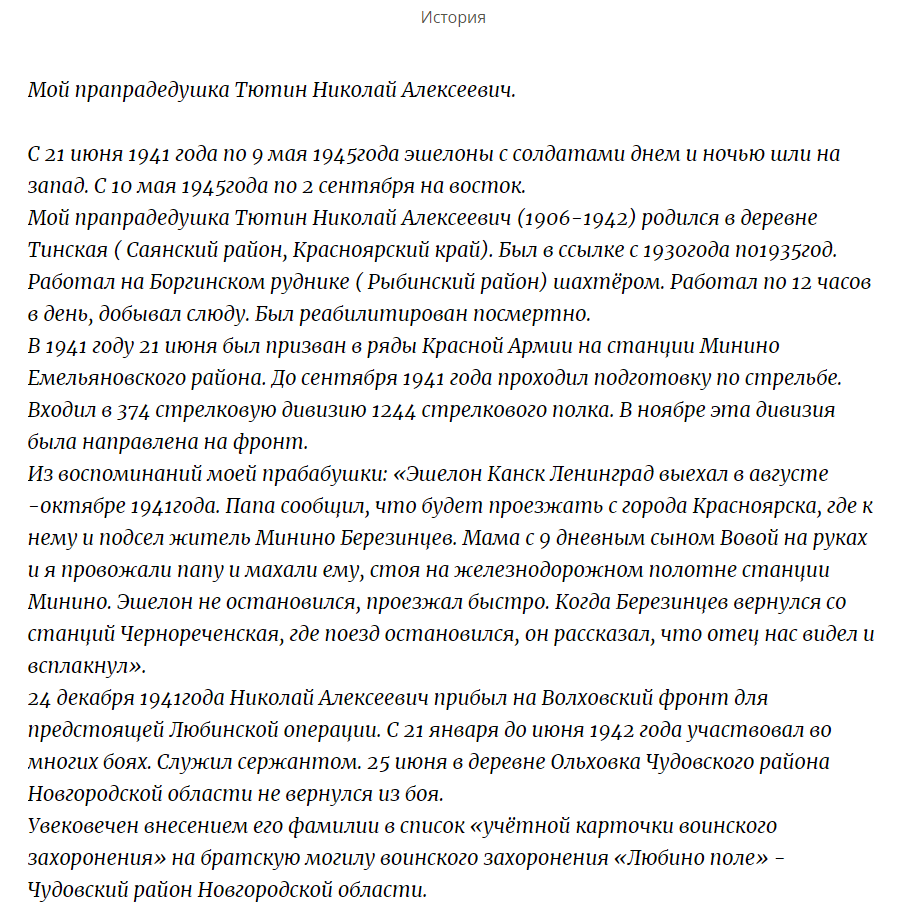 История
Мой прапрадедушка Тютин Николай Алексеевич.
С 21 июня 1941 года по 9 мая 1945года эшелоны с солдатами днем и ночью шли на
запад. С 10 мая 1945года по 2 сентября на восток.
Мой прапрадедушка Тютин Николай Алексеевич (1906-1942) родился в деревне
Тинская ( Саянский район, Красноярский край). Был в ссылке с 1930года по1935год.
Работал на Боргинском руднике ( Рыбинский район) шахтёром. Работал по 12 часов
в день, добывал слюду. Был реабилитирован посмертно.
В 1941 году 21 июня был призван в ряды Красной Армии на станции Минино
Емельяновского района. До сентября 1941 года проходил подготовку по стрельбе.
Входил в 374 стрелковую дивизию 1244 стрелкового полка. В ноябре эта дивизия
была направлена на фронт.
Из воспоминаний моей прабабушки: «Эшелон Канск Ленинград выехал в августе
-октябре 1941года. Папа сообщил, что будет проезжать с города Красноярска, где к
нему и подсел житель Минино Березинцев. Мама с 9 дневным сыном Вовой на руках
и я провожали папу и махали ему, стоя на железнодорожном полотне станции
Минино. Эшелон не остановился, проезжал быстро. Когда Березинцев вернулся со
станций Чернореченская, где поезд остановился, он рассказал, что отец нас видел и
всплакнул».
24 декабря 1941года Николай Алексеевич прибыл на Волховский фронт для
предстоящей Любинской операции. С 21 января до июня 1942 года участвовал во
многих боях. Служил сержантом. 25 июня в деревне Ольховка Чудовского района
Новгородской области не вернулся из боя.
Увековечен внесением его фамилии в список «учётной карточки воинского
захоронения» на братскую могилу воинского захоронения «Любино поле» -
Чудовский район Новгородской области.